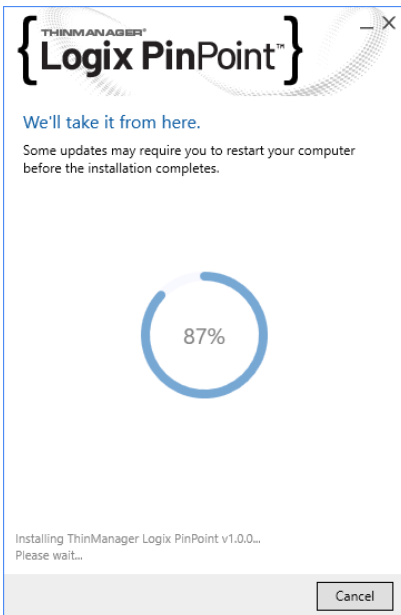 THINMANAGER®
{Logix PinPoint™}
We'll take it from here.
Some updates may require you to restart your computer
before the installation completes.
87%
Installing ThinManager Logix PinPoint v1.0.0...
Please wait...
Cancel